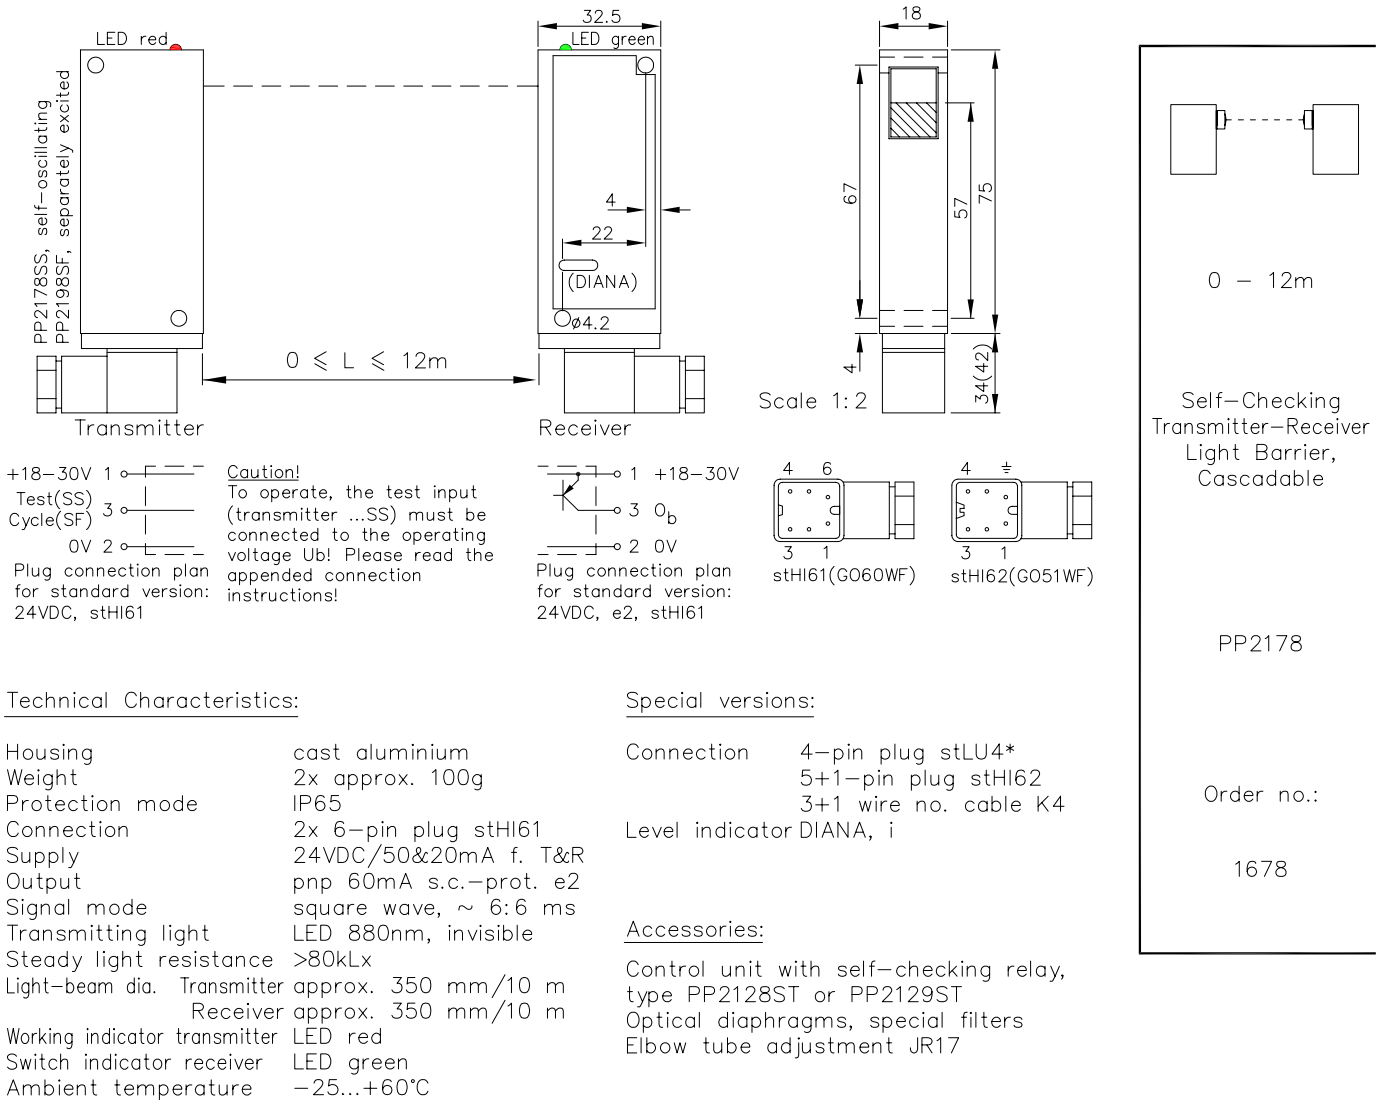 LED red
PP2178SS, self-oscillating
PP2198SF, separately excited
32.5
LED green
4
22
(DIANA)
ø4.2
0 ≤ L ≤ 12m
Transmitter
Receiver
18
67
57
75
4
34(42)
Scale 1:2
+18-30V 1
Test(SS)
Cycle(SF) 3
0V 2
Plug connection plan
for standard version:
24VDC, stHI61
Caution!
To operate, the test input
(transmitter ...SS) must be
connected to the operating
voltage Ub! Please read the
appended connection
instructions!
1 +18-30V
3 Ob
2 0V
Plug connection plan
for standard version:
24VDC, e2, stHI61
4 6
3 1
stHI61(GO60WF)
4
3 1
stHI62(GO51WF)
Technical Characteristics:
Housing cast aluminium
Weight 2x approx. 100g
Protection mode IP65
Connection 2x 6-pin plug stHI61
Supply 24VDC/50&20mA f. T&R
Output pnp 60mA s.c.-prot. e2
Signal mode square wave, ~ 6:6 ms
Transmitting light LED 880nm, invisible
Steady light resistance >80kLx
Light-beam dia. Transmitter approx. 350 mm/10 m
Receiver approx. 350 mm/10 m
Working indicator transmitter LED red
Switch indicator receiver LED green
Ambient temperature -25...+60°C
Special versions:
Connection 4-pin plug stLU4*
5+1-pin plug stHI62
3+1 wire no. cable K4
Level indicator DIANA, i
Accessories:
Control unit with self-checking relay,
type PP2128ST or PP2129ST
Optical diaphragms, special filters
Elbow tube adjustment JR17
0 - 12m
Self-Checking
Transmitter-Receiver
Light Barrier,
Cascadable
PP2178
Order no.:
1678